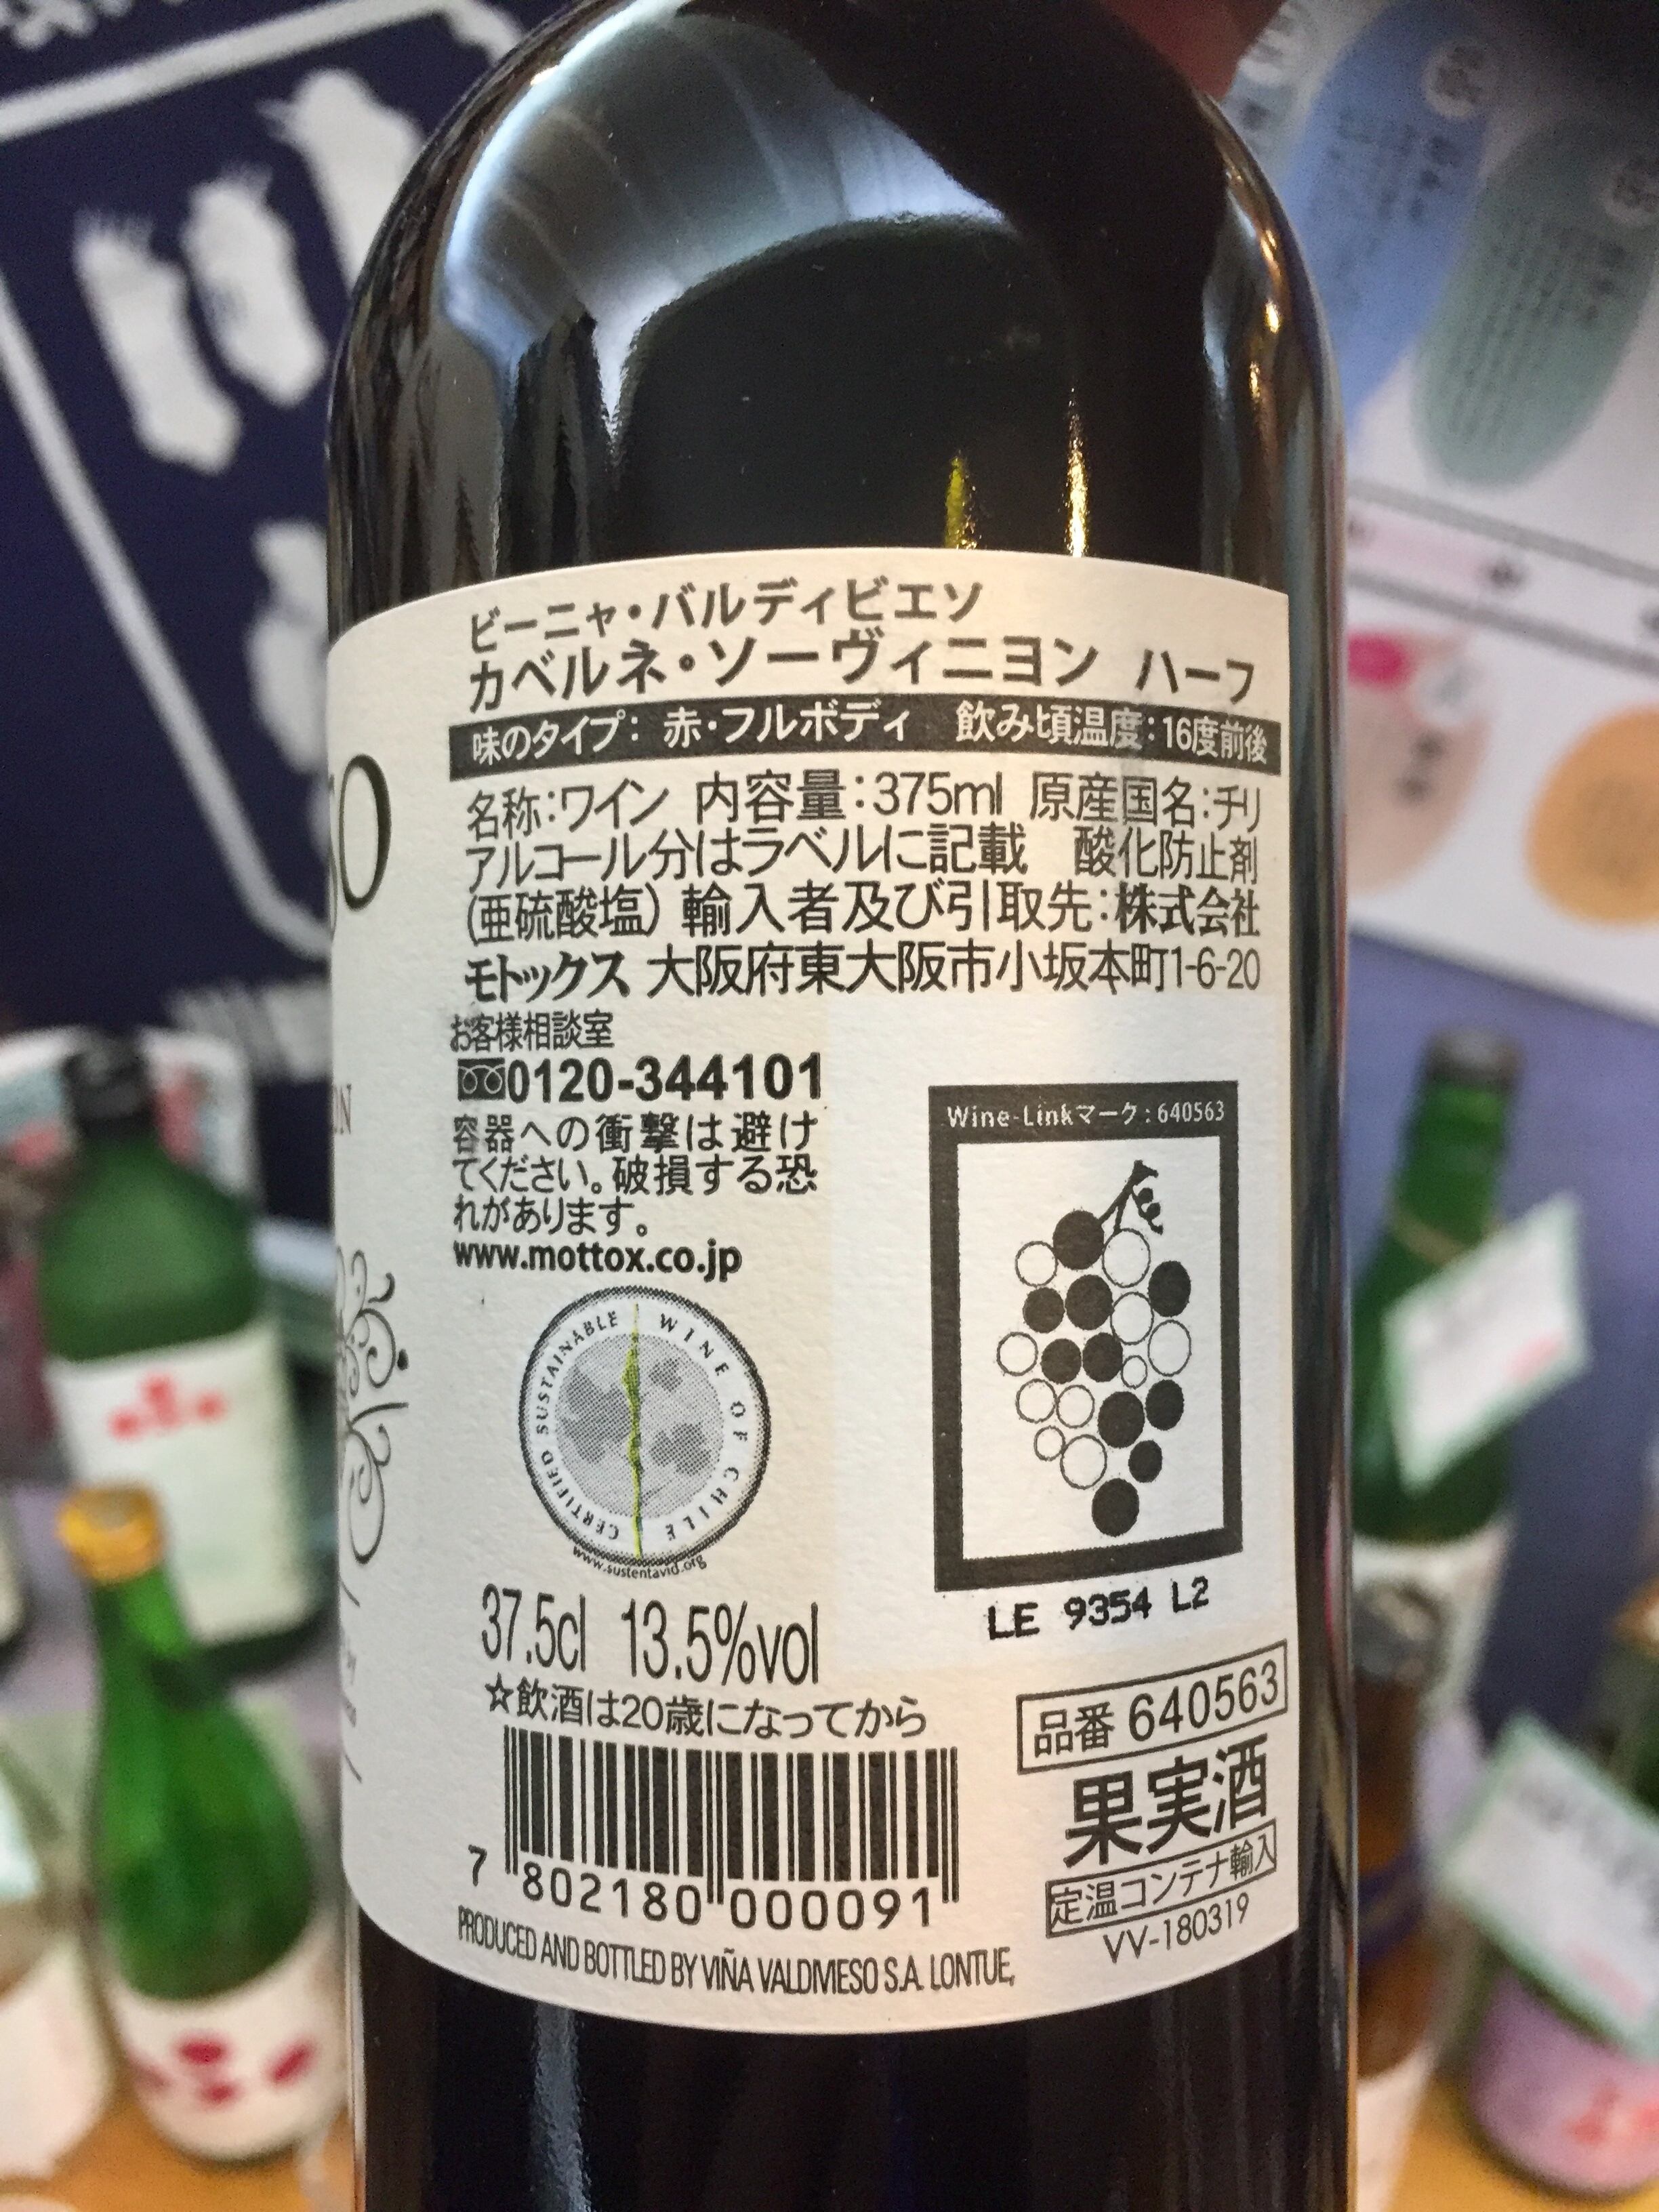 ビーニャ・バルディビエソ
カベルネ・ソーヴィニヨン ハーフ
味のタイプ: 赤・フルボディ 飲み頃温度:16度前後
名称:ワイン 内容量:375ml 原産国名:チリ
アルコール分はラベルに記載 酸化防止剤
(亜硫酸塩) 輸入者及び引取先:株式会社
モトックス 大阪府東大阪市小坂本町1-6-20
お客様相談室
0120-344101
容器への衝撃は避け
てください。破損する恐
れがあります。
www.mottox.co.jp
Wine-Linkマーク:640563
CERTIFIED SUSTAINABLE WINE OF CHILE
www.sustentavid.org
LE 9354 L2
37.5cl 13.5%vol
☆飲酒は20歳になってから
品番 640563
果実酒
定温コンテナ輸入
VV-180319
7 802180 000091
PRODUCED AND BOTTLED BY VIÑA VALDIVIESO S.A. LONTUE,